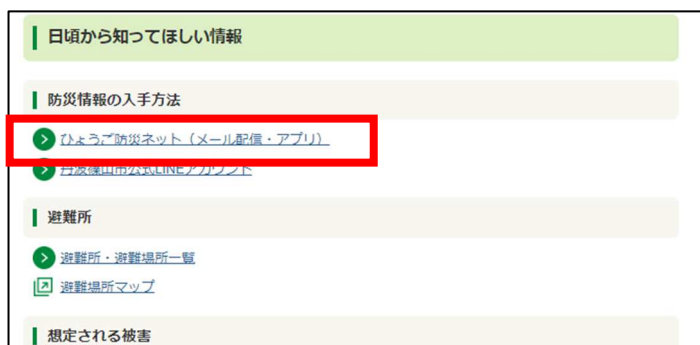 日頃から知ってほしい情報
防災情報の入手方法
ひょうご防災ネット（メール配信・アプリ）
丹波篠山市公式LINEアカウント
避難所
避難場所・避難場所一覧
避難場所マップ
想定される被害